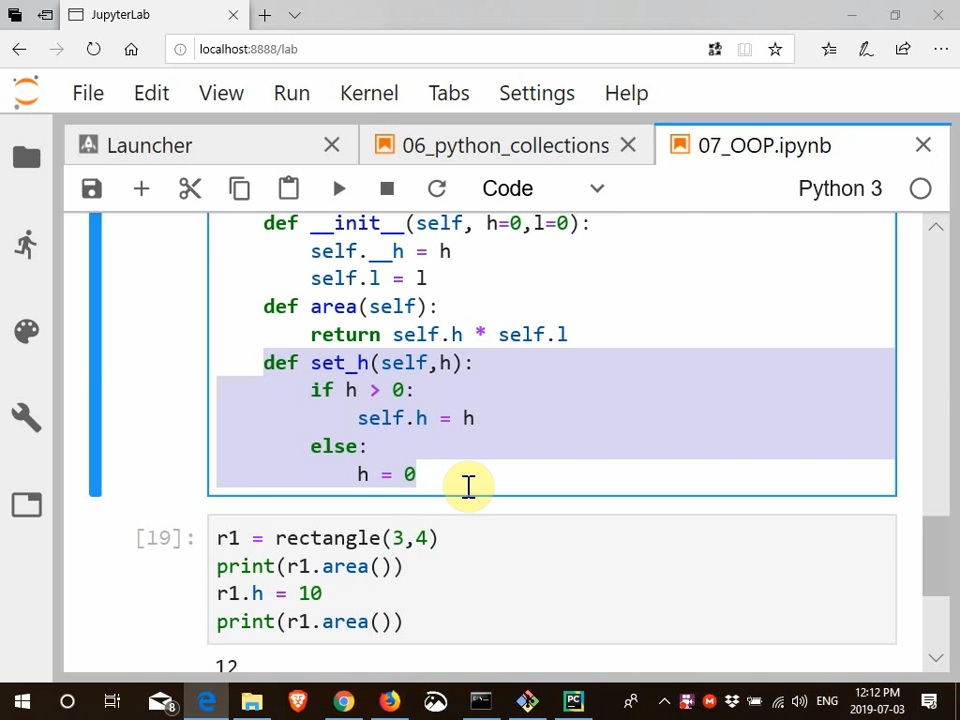 JupyterLab
localhost:8888/lab
File Edit View Run Kernel Tabs Settings Help
Launcher 06_python_collections 07_OOP.ipynb
Code Python 3
def __init__(self, h=0,l=0):
self.__h = h
self.l = l
def area(self):
return self.h * self.l
def set_h(self,h):
if h > 0:
self.h = h
else:
h = 0
[19]: r1 = rectangle(3,4)
print(r1.area())
r1.h = 10
print(r1.area())
12
8 PC ENG 12:12 PM
2019-07-03